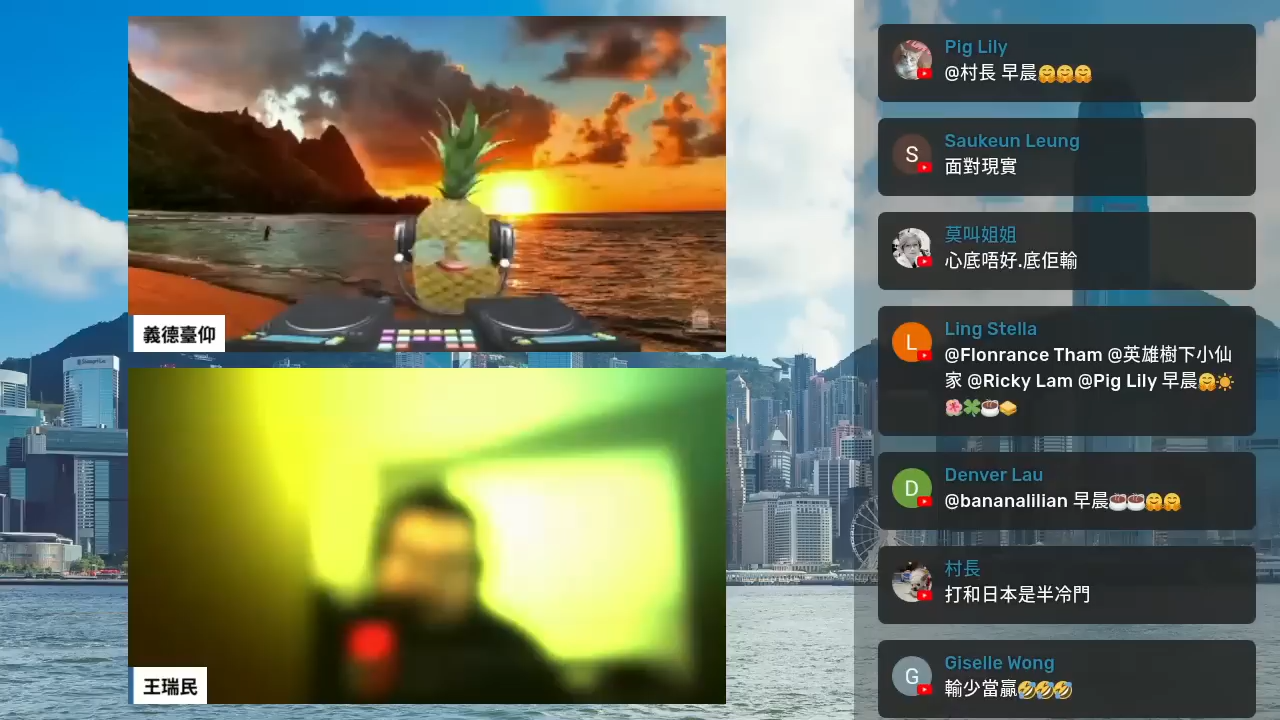 義德臺仰
王瑞民
Pig Lily
@村長 早晨🤗🤗🤗
S
Saukeun Leung
面對現實
莫叫姐姐
心底唔好.底佢輸
L
Ling Stella
@Flonrance Tham @英雄樹下小仙
家 @Ricky Lam @Pig Lily 早晨🤗☀️
🌸🍀☕🧈
D
Denver Lau
@bananalilian 早晨☕☕🤗🤗
村長
打和日本是半冷門
G
Giselle Wong
輸少當贏🤣🤣🤣